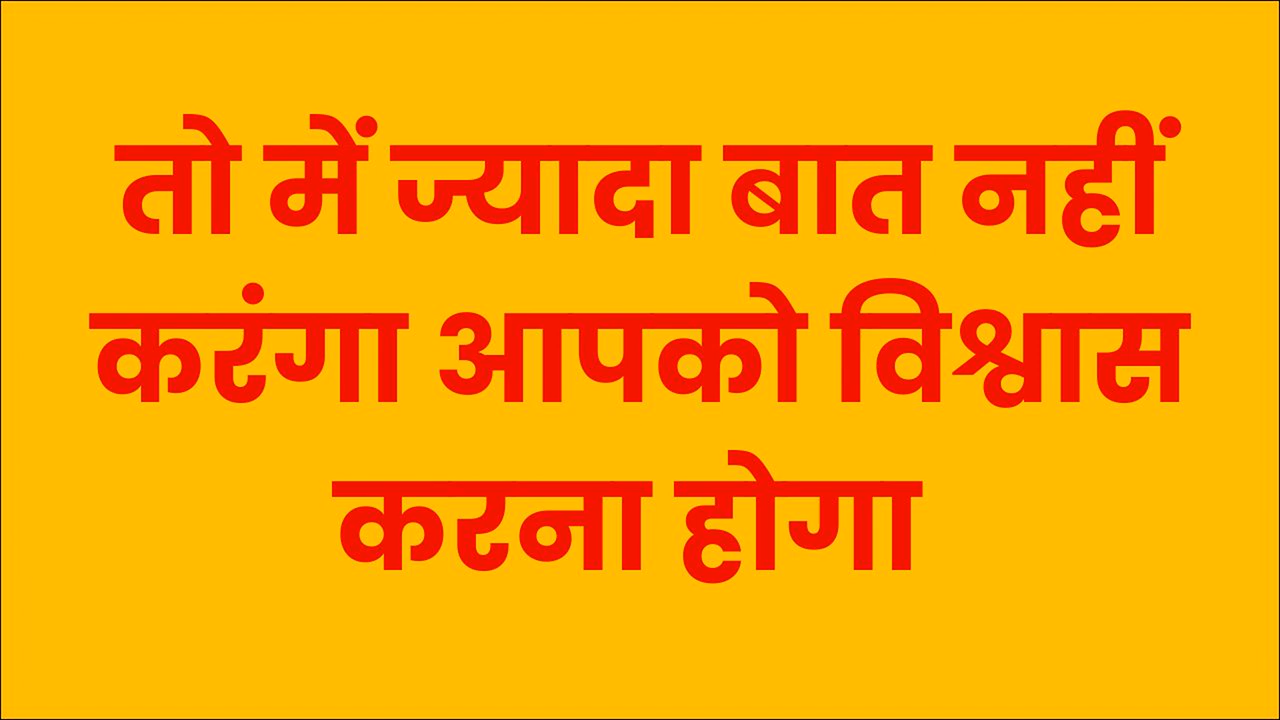 तो में ज्यादा बात नहीं
करंगा आपको विश्वास
करना होगा